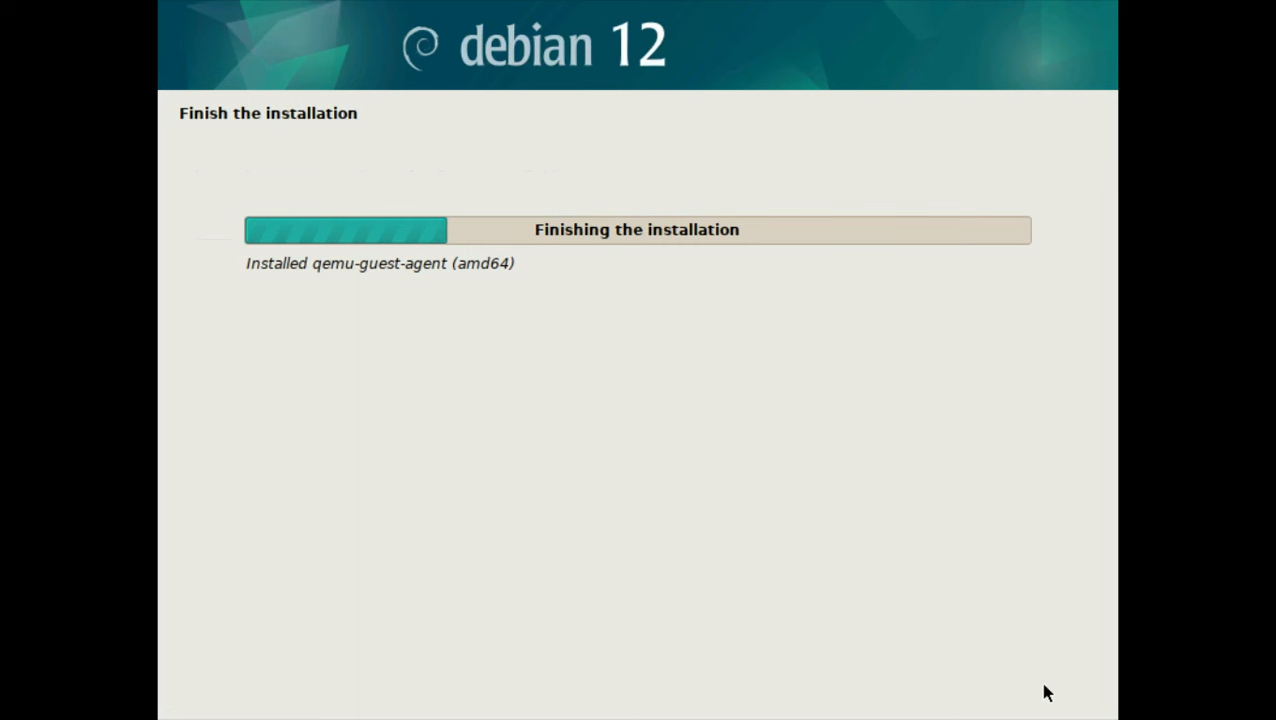 debian 12
Finish the installation
Finishing the installation
Installed qemu-guest-agent (amd64)